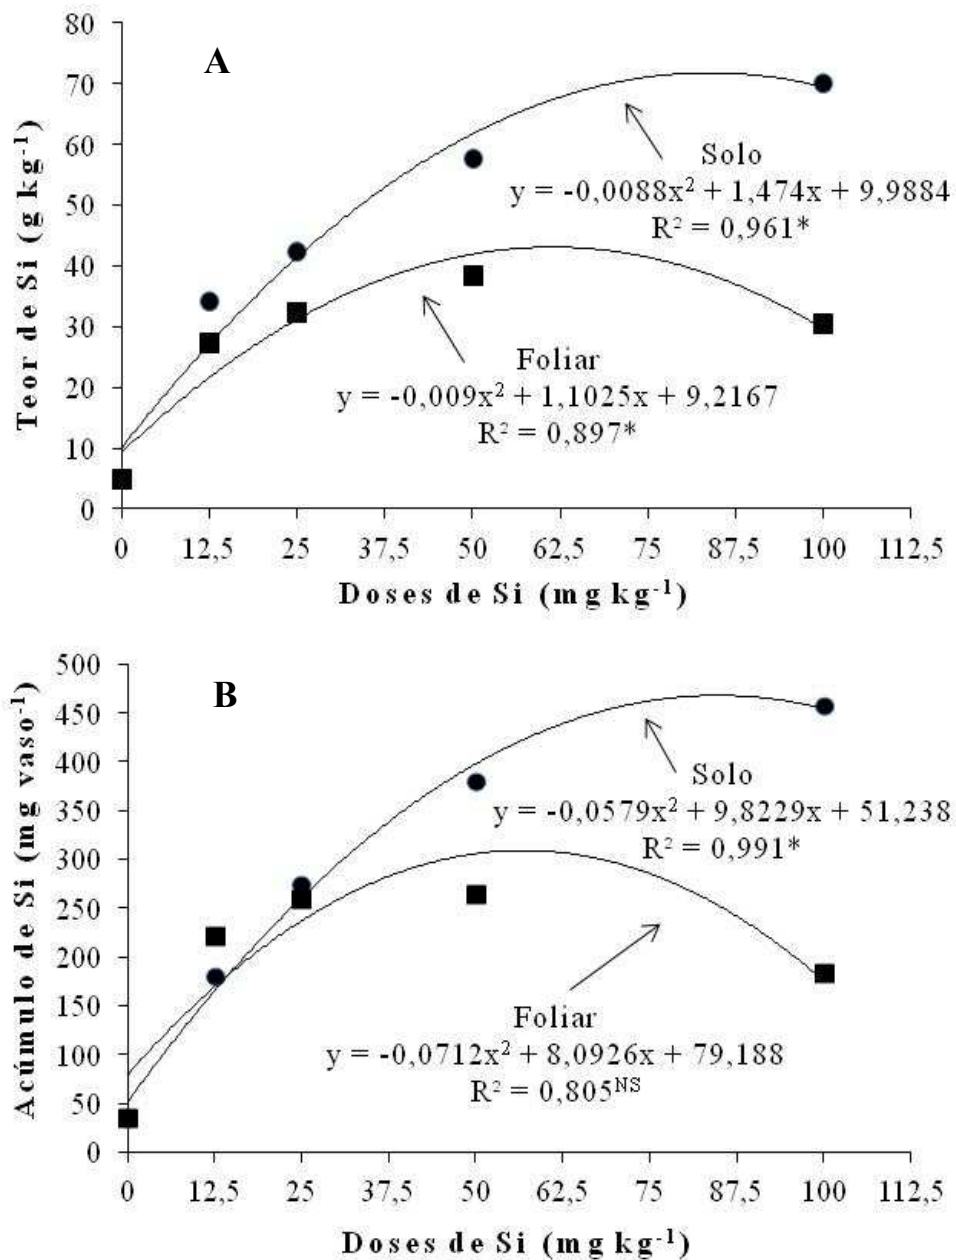 A
Teor de Si (g kg⁻¹)
80
70
60
50
40
30
20
10
0
Solo
y = -0,0088x² + 1,474x + 9,9884
R² = 0,961*
Foliar
y = -0,009x² + 1,1025x + 9,2167
R² = 0,897*
0 12,5 25 37,5 50 62,5 75 87,5 100 112,5
Doses de Si (mg kg⁻¹)
B
Acúmulo de Si (mg vaso⁻¹)
500
450
400
350
300
250
200
150
100
50
0
Solo
y = -0,0579x² + 9,8229x + 51,238
R² = 0,991*
Foliar
y = -0,0712x² + 8,0926x + 79,188
R² = 0,805ᴺˢ
0 12,5 25 37,5 50 62,5 75 87,5 100 112,5
Doses de Si (mg kg⁻¹)